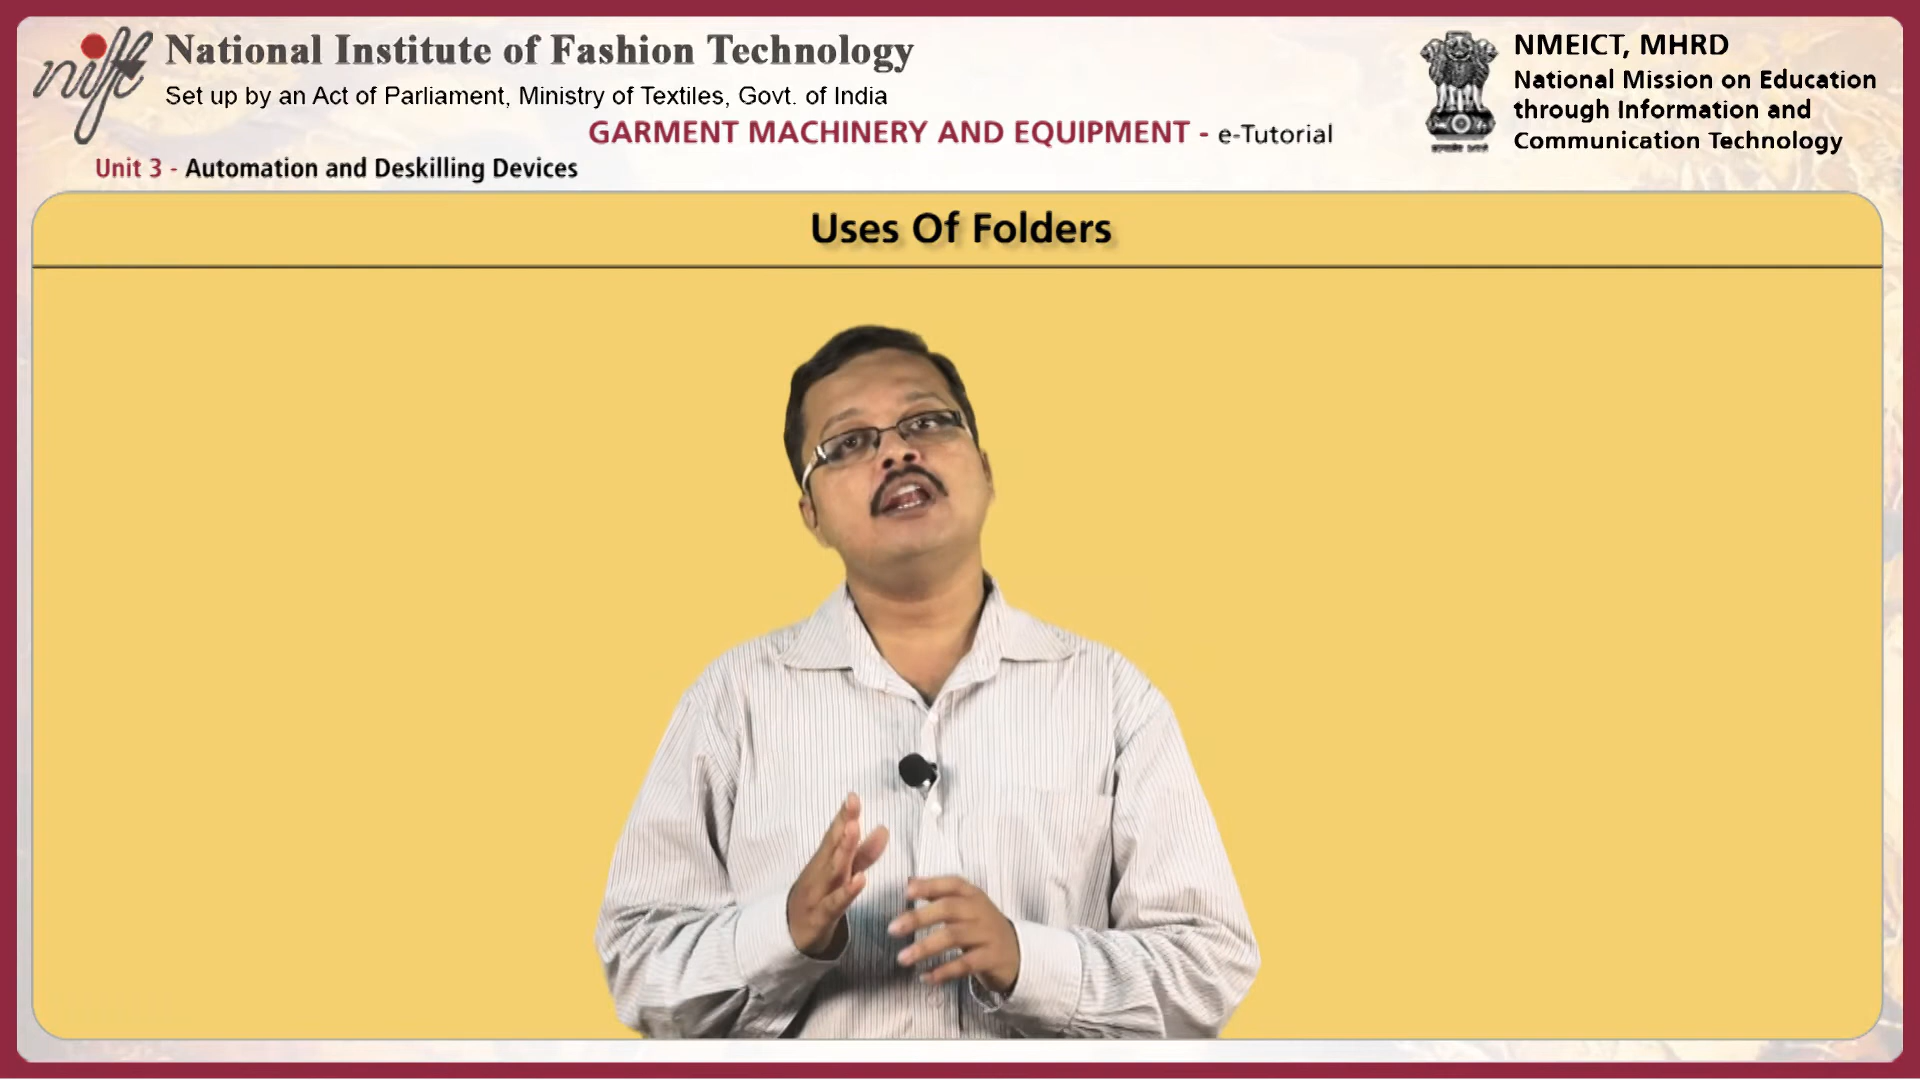 nift
National Institute of Fashion Technology
Set up by an Act of Parliament, Ministry of Textiles, Govt. of India
GARMENT MACHINERY AND EQUIPMENT - e-Tutorial
Unit 3 - Automation and Deskilling Devices
NMEICT, MHRD
National Mission on Education
through Information and
Communication Technology
Uses Of Folders